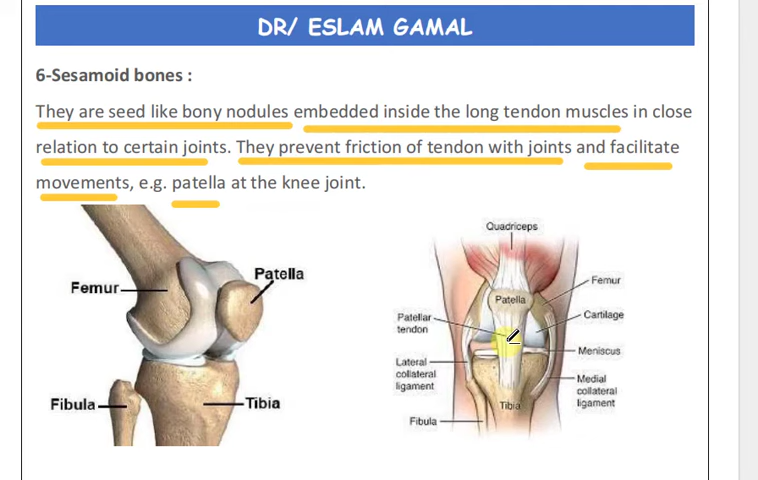 DR/ ESLAM GAMAL
6-Sesamoid bones :
They are seed like bony nodules embedded inside the long tendon muscles in close
relation to certain joints. They prevent friction of tendon with joints and facilitate
movements, e.g. patella at the knee joint.
Femur
Patella
Fibula
Tibia
Quadriceps
Femur
Patella
Patellar
tendon
Cartilage
Meniscus
Lateral
collateral
ligament
Medial
collateral
ligament
Tibia
Fibula